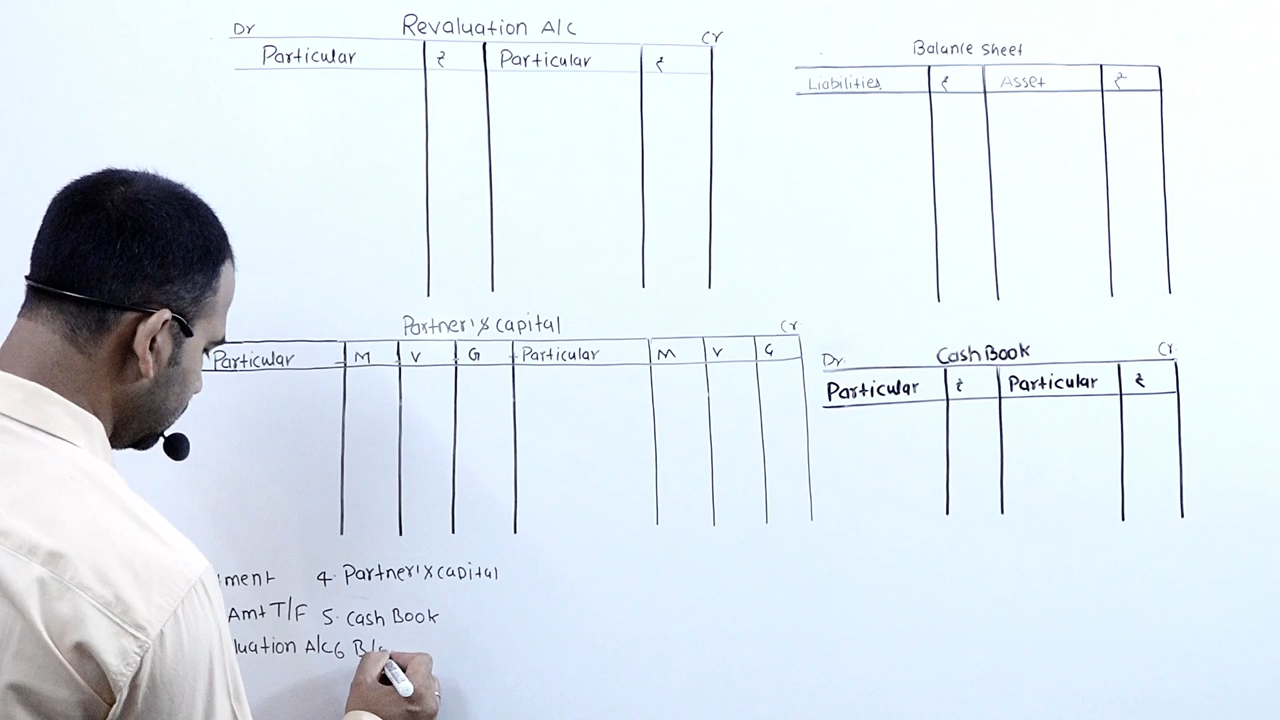 Dr Revaluation A/C Cr
Particular ₹ Particular ₹
Balance Sheet
Liabilities ₹ Asset ₹
Partner's capital Cr
Particular M V G Particular M V G
Dr. Cash Book Cr
Particular ₹ Particular ₹
ment 4. Partner's capital
Amt T/F 5. Cash Book
luation A/c 6 B/s